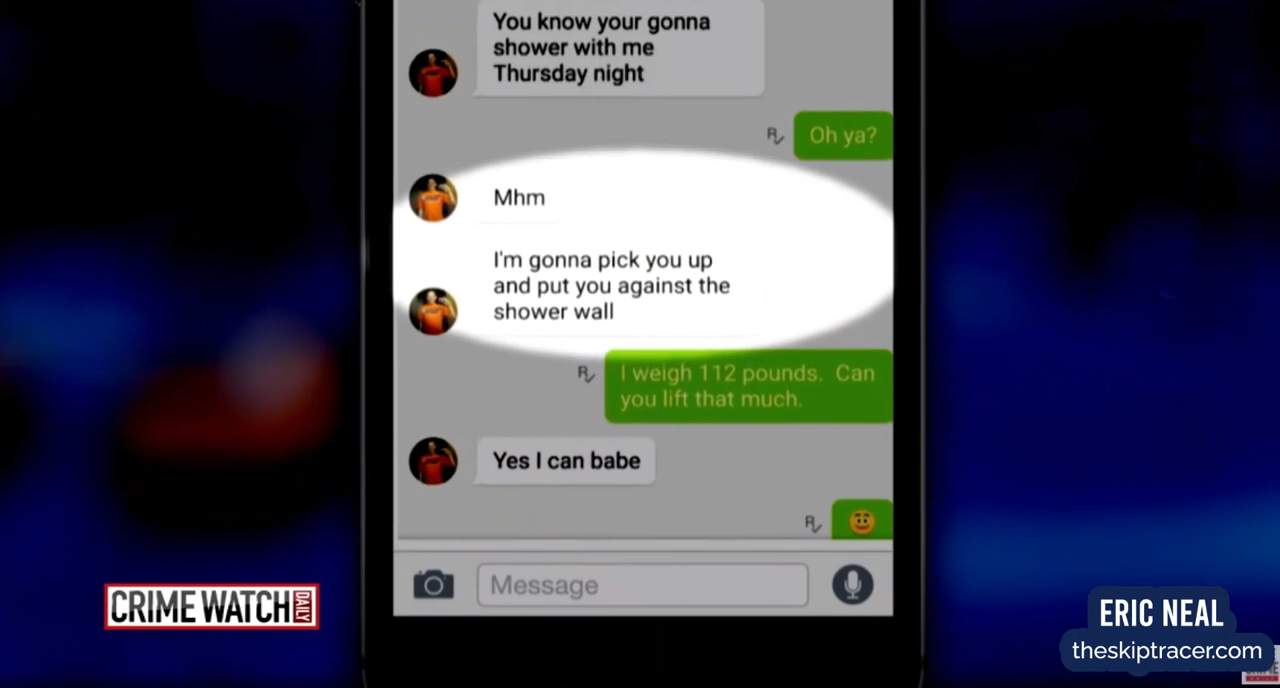 You know your gonna
shower with me
Thursday night
Oh ya?
Mhm
I'm gonna pick you up
and put you against the
shower wall
I weigh 112 pounds.  Can
you lift that much.
Yes I can babe
Message
CRIME WATCH DAILY
ERIC NEAL
theskiptracer.com